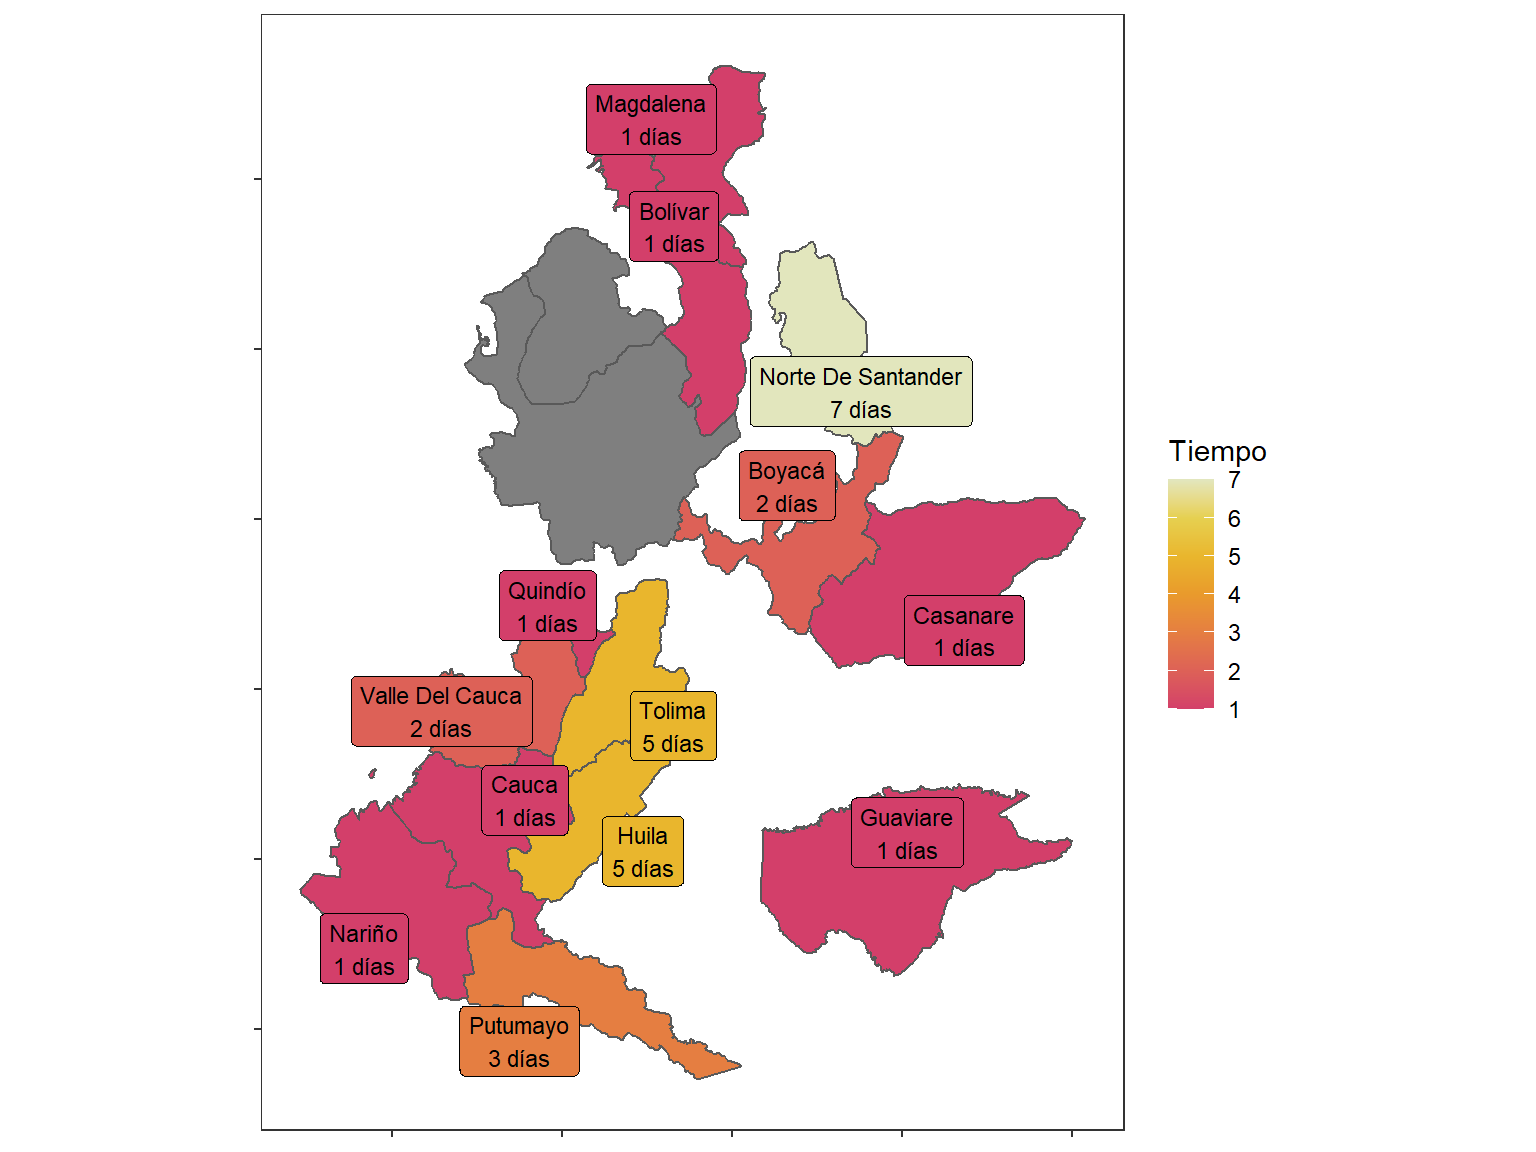 Magdalena
1 días
Bolívar
1 días
Norte De Santander
7 días
Boyacá
2 días
Quindío
1 días
Casanare
1 días
Valle Del Cauca
2 días
Tolima
5 días
Cauca
1 días
Huila
5 días
Guaviare
1 días
Nariño
1 días
Putumayo
3 días
Tiempo
7
6
5
4
3
2
1